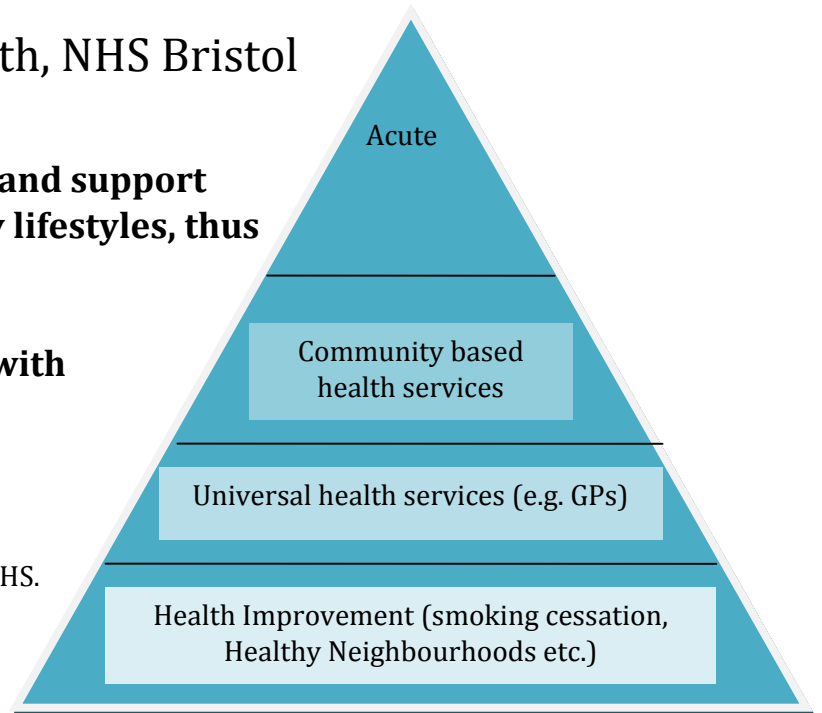 th, NHS Bristol
Acute
and support
lifestyles, thus
with
Community based
health services
Universal health services (e.g. GPs)
HS.
Health Improvement (smoking cessation,
Healthy Neighbourhoods etc.)